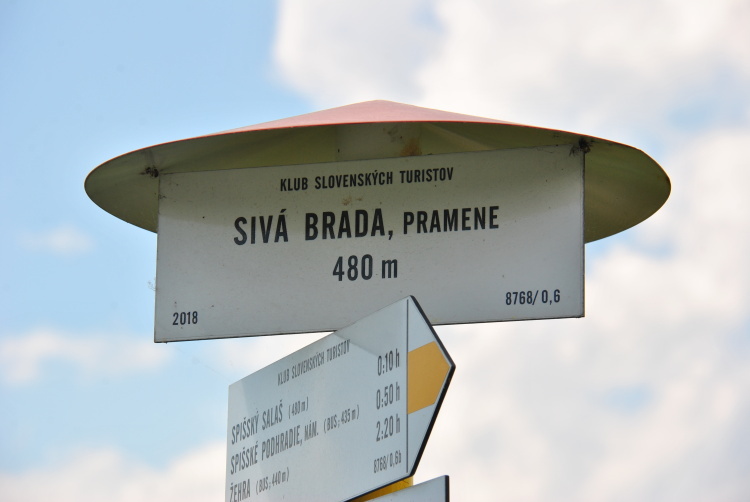 KLUB SLOVENSKÝCH TURISTOV
SIVÁ BRADA, PRAMENE
480 m
2018 8768/0,6
KLUB SLOVENSKÝCH TURISTOV
SPIŠSKÝ SALAŠ (480m) 0:10 h
SPIŠSKÉ PODHRADIE, NÁM. (BUS; 435 m) 0:50 h
ŽEHRA (BUS; 440 m) 2:20 h
8768/0,6b